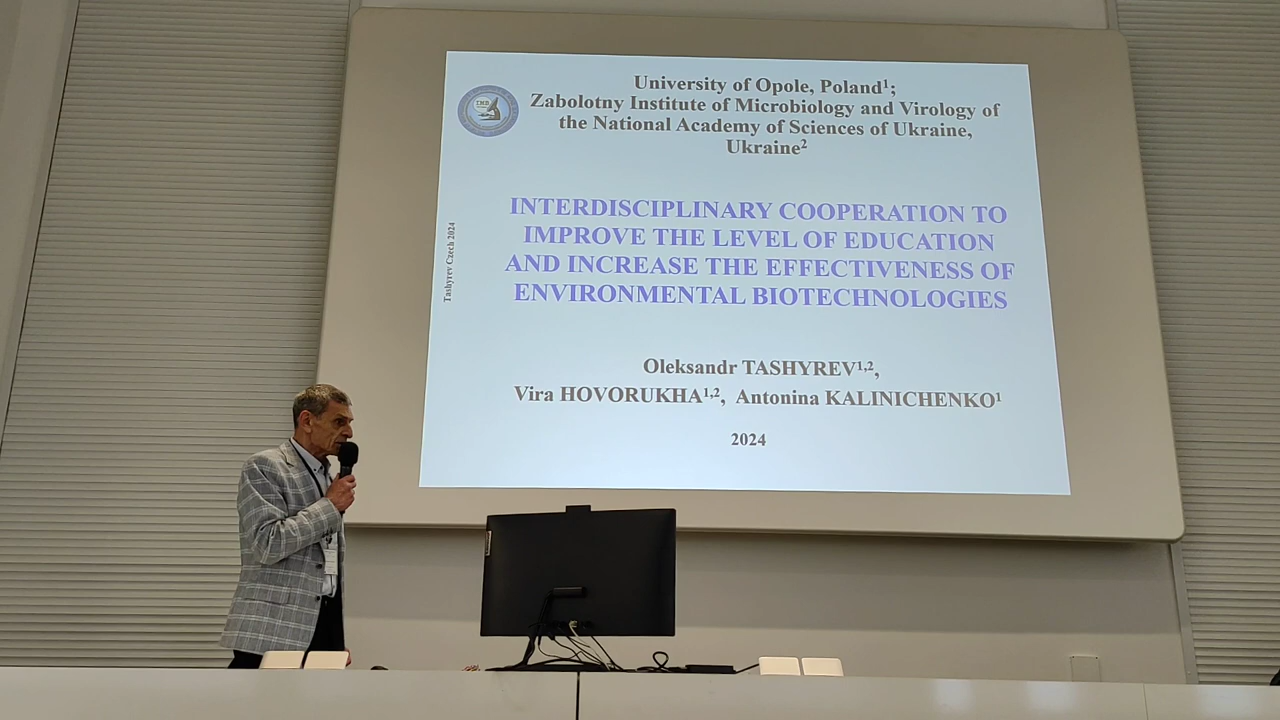 University of Opole, Poland¹;
Zabolotny Institute of Microbiology and Virology of
the National Academy of Sciences of Ukraine,
Ukraine²
IMB
Tashyrev Czech 2024
INTERDISCIPLINARY COOPERATION TO
IMPROVE THE LEVEL OF EDUCATION
AND INCREASE THE EFFECTIVENESS OF
ENVIRONMENTAL BIOTECHNOLOGIES
Oleksandr TASHYREV¹,²,
Vira HOVORUKHA¹,², Antonina KALINICHENKO¹
2024